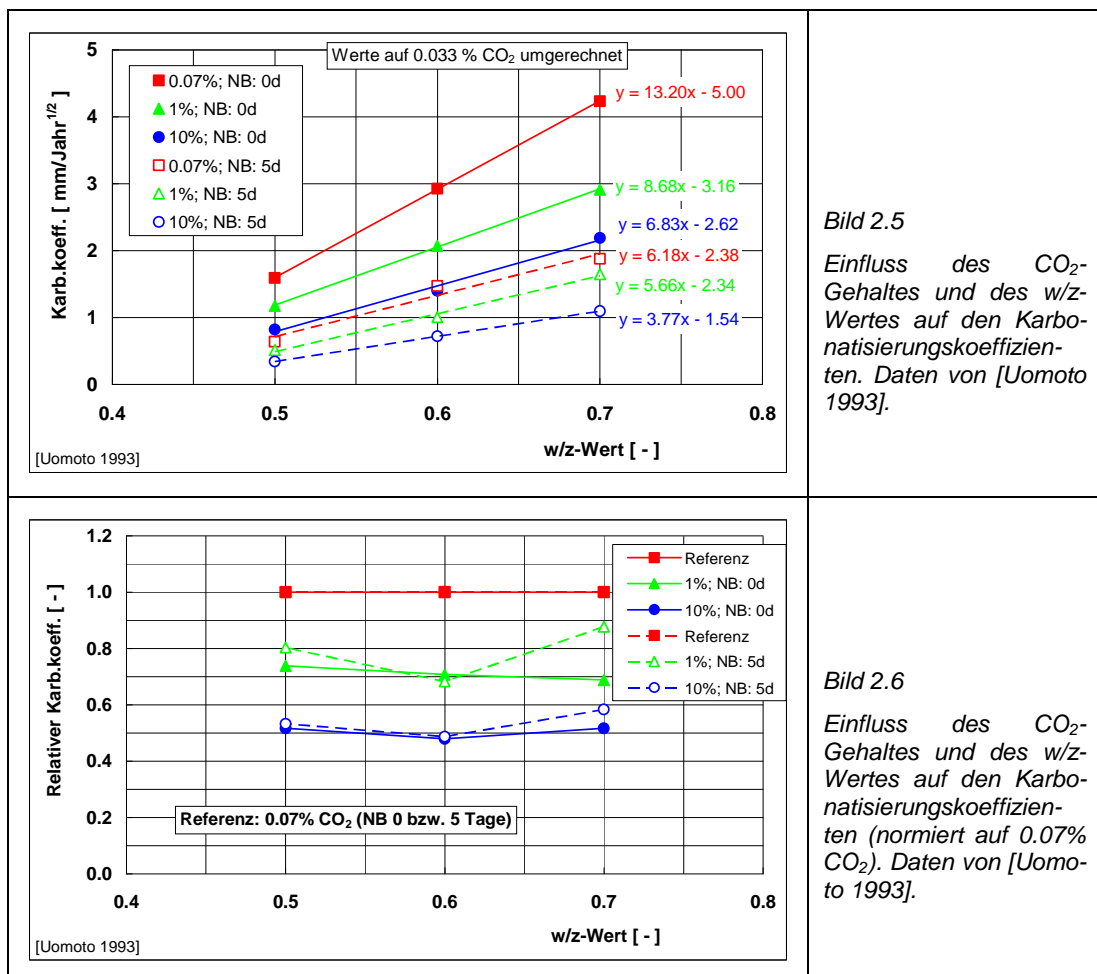 Werte auf 0.033 % CO₂ umgerechnet
5
4
3
2
1
0
Karb.koeff. [ mm/Jahr^1/2 ]
0.07%; NB: 0d
1%; NB: 0d
10%; NB: 0d
0.07%; NB: 5d
1%; NB: 5d
10%; NB: 5d
y = 13.20x - 5.00
y = 8.68x - 3.16
y = 6.83x - 2.62
y = 6.18x - 2.38
y = 5.66x - 2.34
y = 3.77x - 1.54
0.4 0.5 0.6 0.7 0.8
w/z-Wert [ - ]
[Uomoto 1993]
Bild 2.5
Einfluss des CO₂-
Gehaltes und des w/z-
Wertes auf den Karbo-
natisierungskoeffizien-
ten. Daten von [Uomoto
1993].
1.2
1.0
0.8
0.6
0.4
0.2
0.0
Relativer Karb.koeff. [ - ]
Referenz
1%; NB: 0d
10%; NB: 0d
Referenz
1%; NB: 5d
10%; NB: 5d
Referenz: 0.07% CO₂ (NB 0 bzw. 5 Tage)
0.4 0.5 0.6 0.7 0.8
w/z-Wert [ - ]
[Uomoto 1993]
Bild 2.6
Einfluss des CO₂-
Gehaltes und des w/z-
Wertes auf den Karbo-
natisierungskoeffizien-
ten (normiert auf 0.07%
CO₂). Daten von [Uomo-
to 1993].